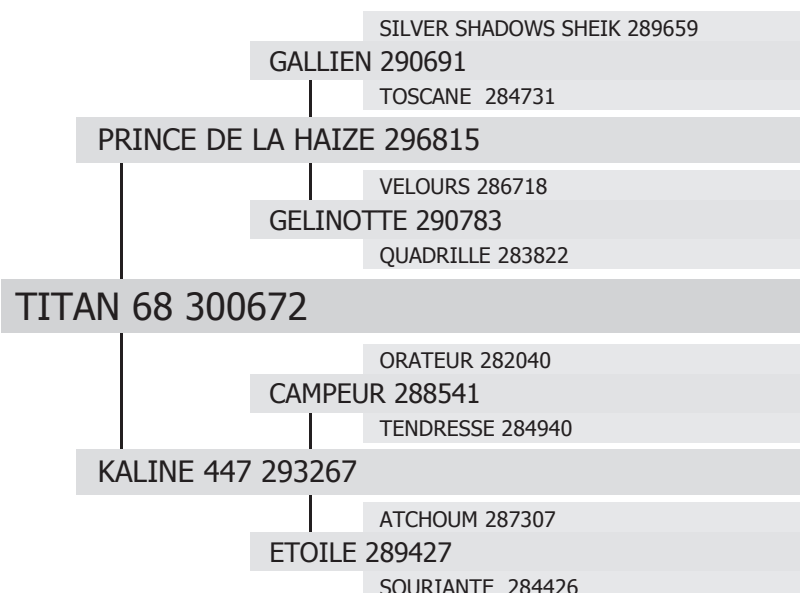 SILVER SHADOWS SHEIK 289659
GALLIEN 290691
TOSCANE 284731
PRINCE DE LA HAIZE 296815
VELOURS 286718
GELINOTTE 290783
QUADRILLE 283822
TITAN 68 300672
ORATEUR 282040
CAMPEUR 288541
TENDRESSE 284940
KALINE 447 293267
ATCHOUM 287307
ETOILE 289427
SOURIANTE 284426